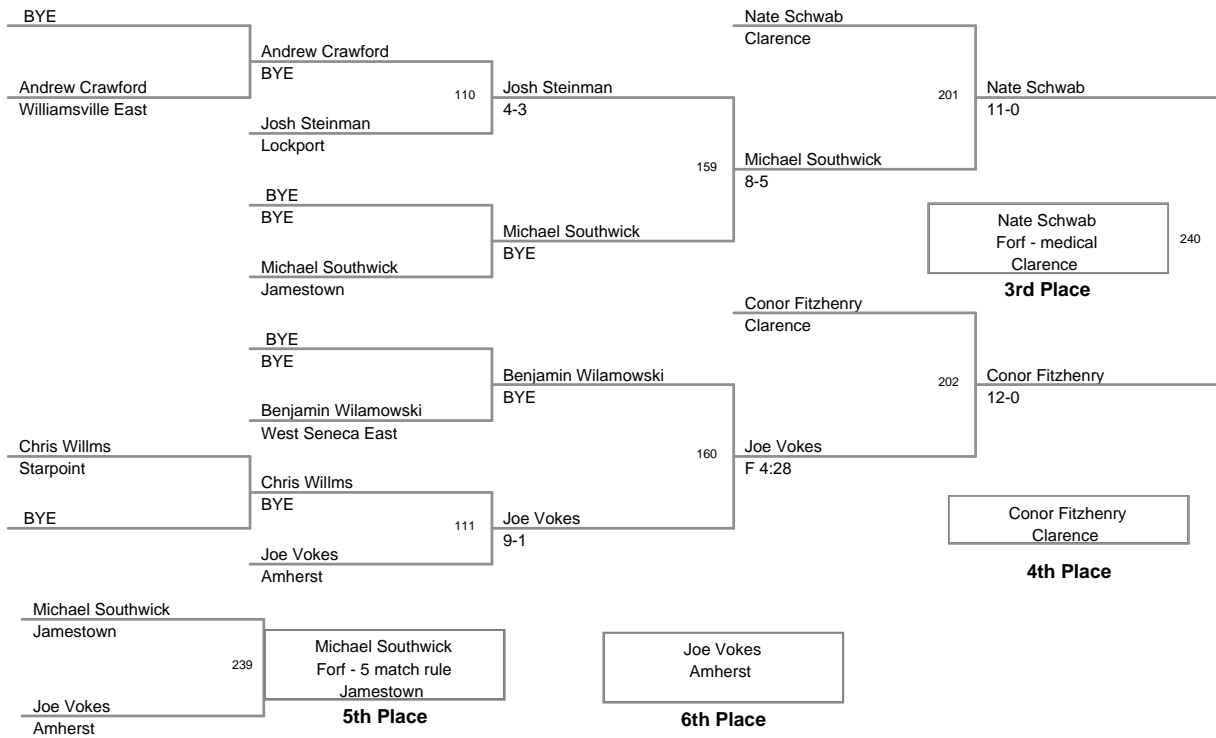 BYE
Andrew Crawford
Williamsville East
Andrew Crawford
BYE
Josh Steinman
Lockport
110
Josh Steinman
4-3
BYE
BYE
Michael Southwick
Jamestown
Michael Southwick
BYE
159
Nate Schwab
Clarence
Michael Southwick
8-5
201
Nate Schwab
11-0
Nate Schwab
Forf - medical
Clarence
240
3rd Place
BYE
BYE
Benjamin Wilamowski
West Seneca East
Benjamin Wilamowski
BYE
Chris Willms
Starpoint
BYE
Chris Willms
BYE
Joe Vokes
Amherst
111
Joe Vokes
9-1
160
Conor Fitzhenry
Clarence
Joe Vokes
F 4:28
202
Conor Fitzhenry
12-0
Conor Fitzhenry
Clarence
4th Place
Michael Southwick
Jamestown
Joe Vokes
Amherst
239
Michael Southwick
Forf - 5 match rule
Jamestown
5th Place
Joe Vokes
Amherst
6th Place